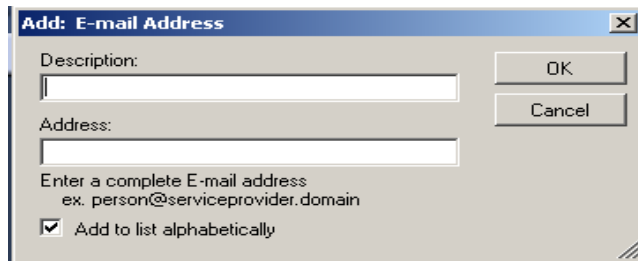 Add: E-mail Address
Description:
OK
Cancel
Address:
Enter a complete E-mail address
ex. person@serviceprovider.domain
Add to list alphabetically